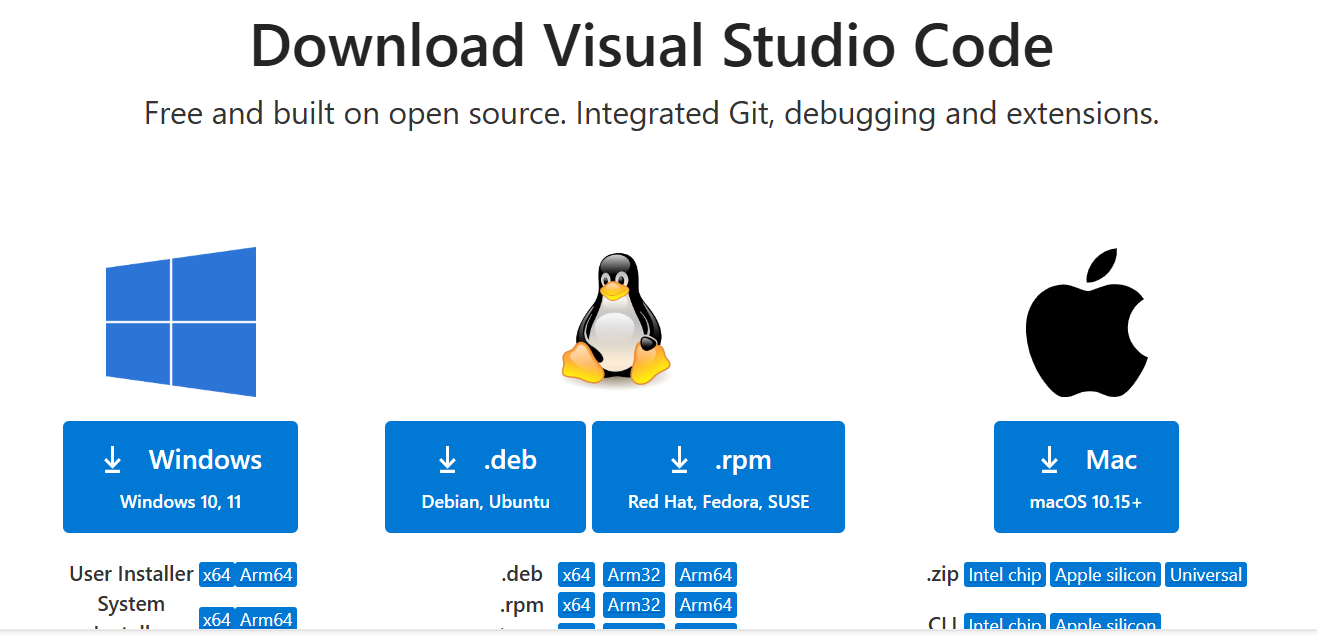 Download Visual Studio Code
Free and built on open source. Integrated Git, debugging and extensions.
Windows
Windows 10, 11
.deb
Debian, Ubuntu
.rpm
Red Hat, Fedora, SUSE
Mac
macOS 10.15+
User Installer x64 Arm64
System
x64 Arm64
.deb x64 Arm32 Arm64
.rpm x64 Arm32 Arm64
.zip Intel chip Apple silicon Universal
CLI Intel chip Apple silicon